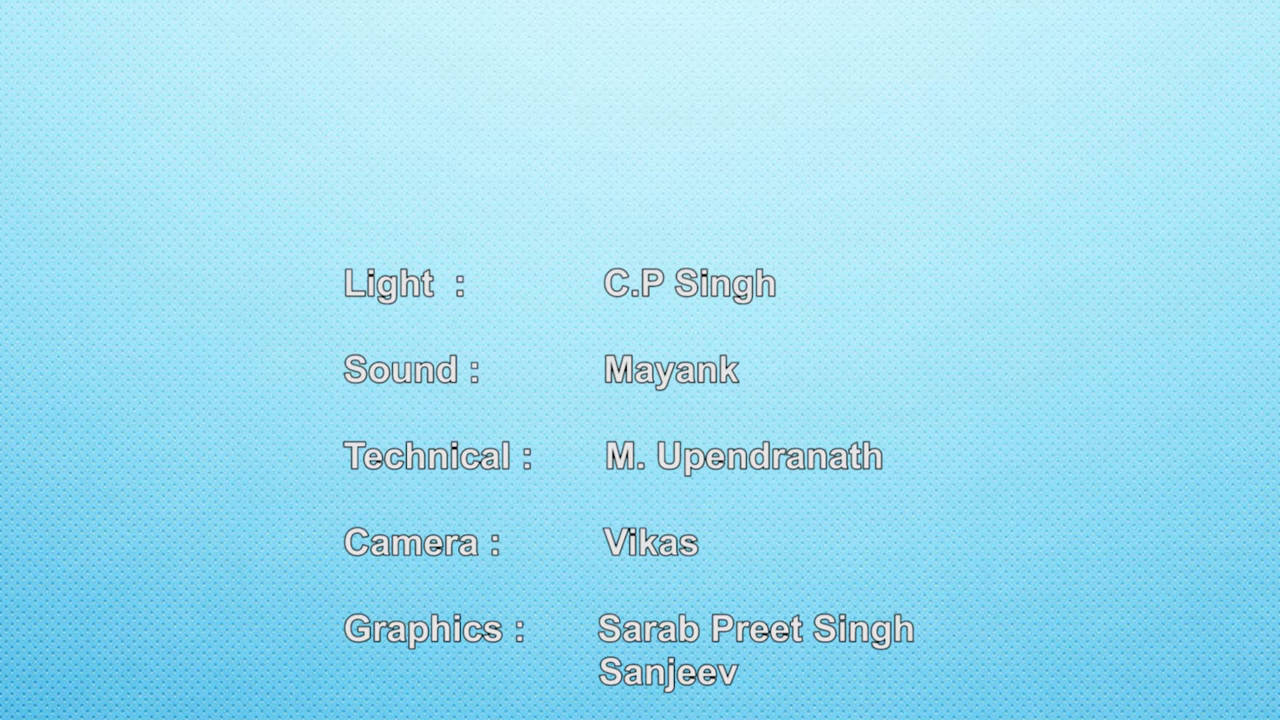 Light : C.P Singh
Sound : Mayank
Technical : M. Upendranath
Camera : Vikas
Graphics : Sarab Preet Singh
Sanjeev